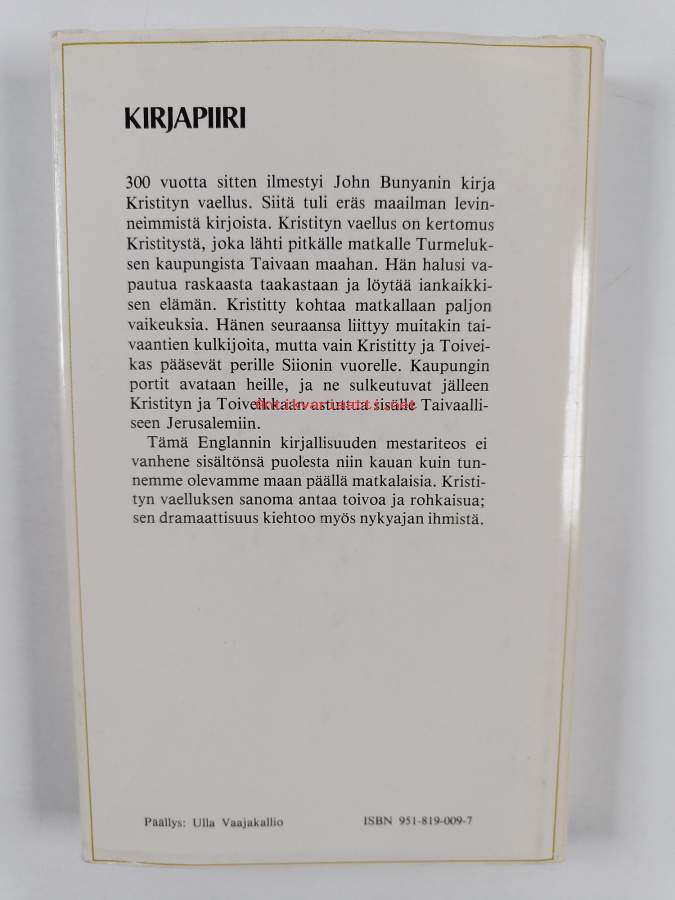 KIRJAPIIRI
300 vuotta sitten ilmestyi John Bunyanin kirja
Kristityn vaellus. Siitä tuli eräs maailman levin-
neimmistä kirjoista. Kristityn vaellus on kertomus
Kristitystä, joka lähti pitkälle matkalle Turmeluk-
sen kaupungista Taivaan maahan. Hän halusi va-
pautua raskaasta taakastaan ja löytää iankaikki-
sen elämän. Kristitty kohtaa matkallaan paljon
vaikeuksia. Hänen seuraansa liittyy muitakin tai-
vaantien kulkijoita, mutta vain Kristitty ja Toivei-
kas pääsevät perille Siionin vuorelle. Kaupungin
portit avataan heille, ja ne sulkeutuvat jälleen
Kristityn ja Toiveikkaan astuttua sisälle Taivaalli-
antikvariaatti.net
seen Jerusalemiin.
Tämä Englannin kirjallisuuden mestariteos ei
vanhene sisältönsä puolesta niin kauan kuin tun-
nemme olevamme maan päällä matkalaisia. Kristi-
tyn vaelluksen sanoma antaa toivoa ja rohkaisua;
sen dramaattisuus kiehtoo myös nykyajan ihmistä.
Päällys: Ulla Vaajakallio
ISBN 951-819-009-7